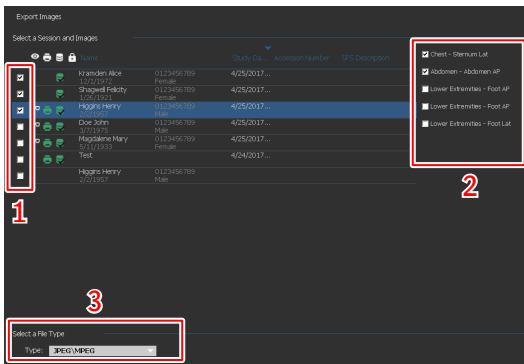 Export Images
Select a Session and Images
Name Study Da... Accession Number SPS Description
Kramden Alice 0123456789 4/25/2017...
12/1/1972 Female
Shagwell Felicity 0123456789 4/25/2017...
1/26/1921 Female
Higgins Henry 0123456789 4/25/2017...
2/2/1957 Male
Doe John 0123456789 4/25/2017...
3/7/1975 Male
Magdalene Mary 0123456789 4/25/2017...
5/11/1933 Female
Test 4/24/2017...
Higgins Henry 0123456789
2/2/1957 Male
1
Chest - Sternum Lat
Abdomen - Abdomen AP
Lower Extremities - Foot AP
Lower Extremities - Foot AP
Lower Extremities - Foot Lat
2
3
Select a File Type
Type: JPEG\MPEG